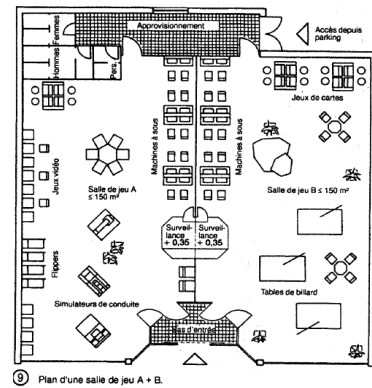 Approvisionnement
Accès depuis
parking
Femmes
Hommes
Pers.
Jeux de cartes
Machines à sous
Machines à sous
Jeux vidéo
Salle de jeu A
≤ 150 m²
Salle de jeu B ≤ 150 m²
Surveil-
lance
+ 0,35
Surveil-
lance
+ 0,35
Flippers
Simulateurs de conduite
Tables de billard
Sas d'entrée
9 Plan d'une salle de jeu A + B.